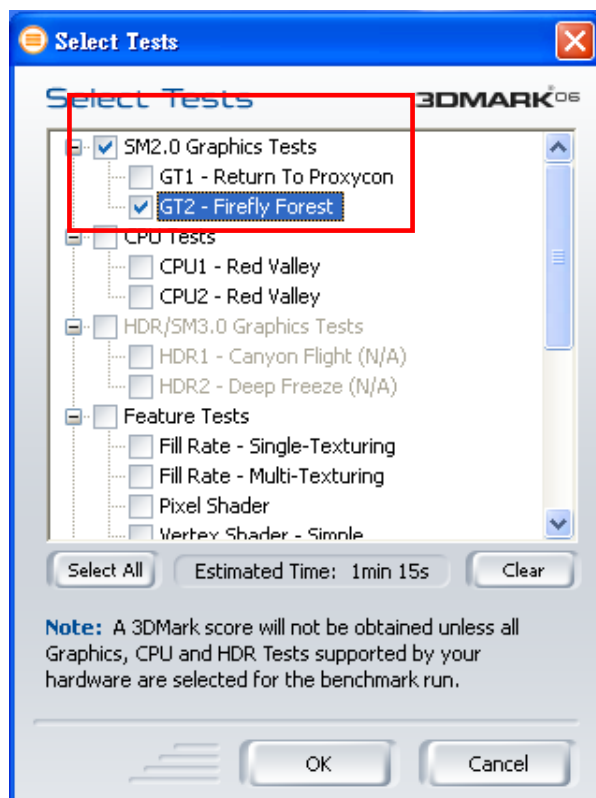 Select Tests
Select Tests 3DMARK®06
SM2.0 Graphics Tests
GT1 - Return To Proxycon
GT2 - Firefly Forest
CPU Tests
CPU1 - Red Valley
CPU2 - Red Valley
HDR/SM3.0 Graphics Tests
HDR1 - Canyon Flight (N/A)
HDR2 - Deep Freeze (N/A)
Feature Tests
Fill Rate - Single-Texturing
Fill Rate - Multi-Texturing
Pixel Shader
Vertex Shader - Simple
Select All Estimated Time: 1min 15s Clear
Note: A 3DMark score will not be obtained unless all
Graphics, CPU and HDR Tests supported by your
hardware are selected for the benchmark run.
OK Cancel